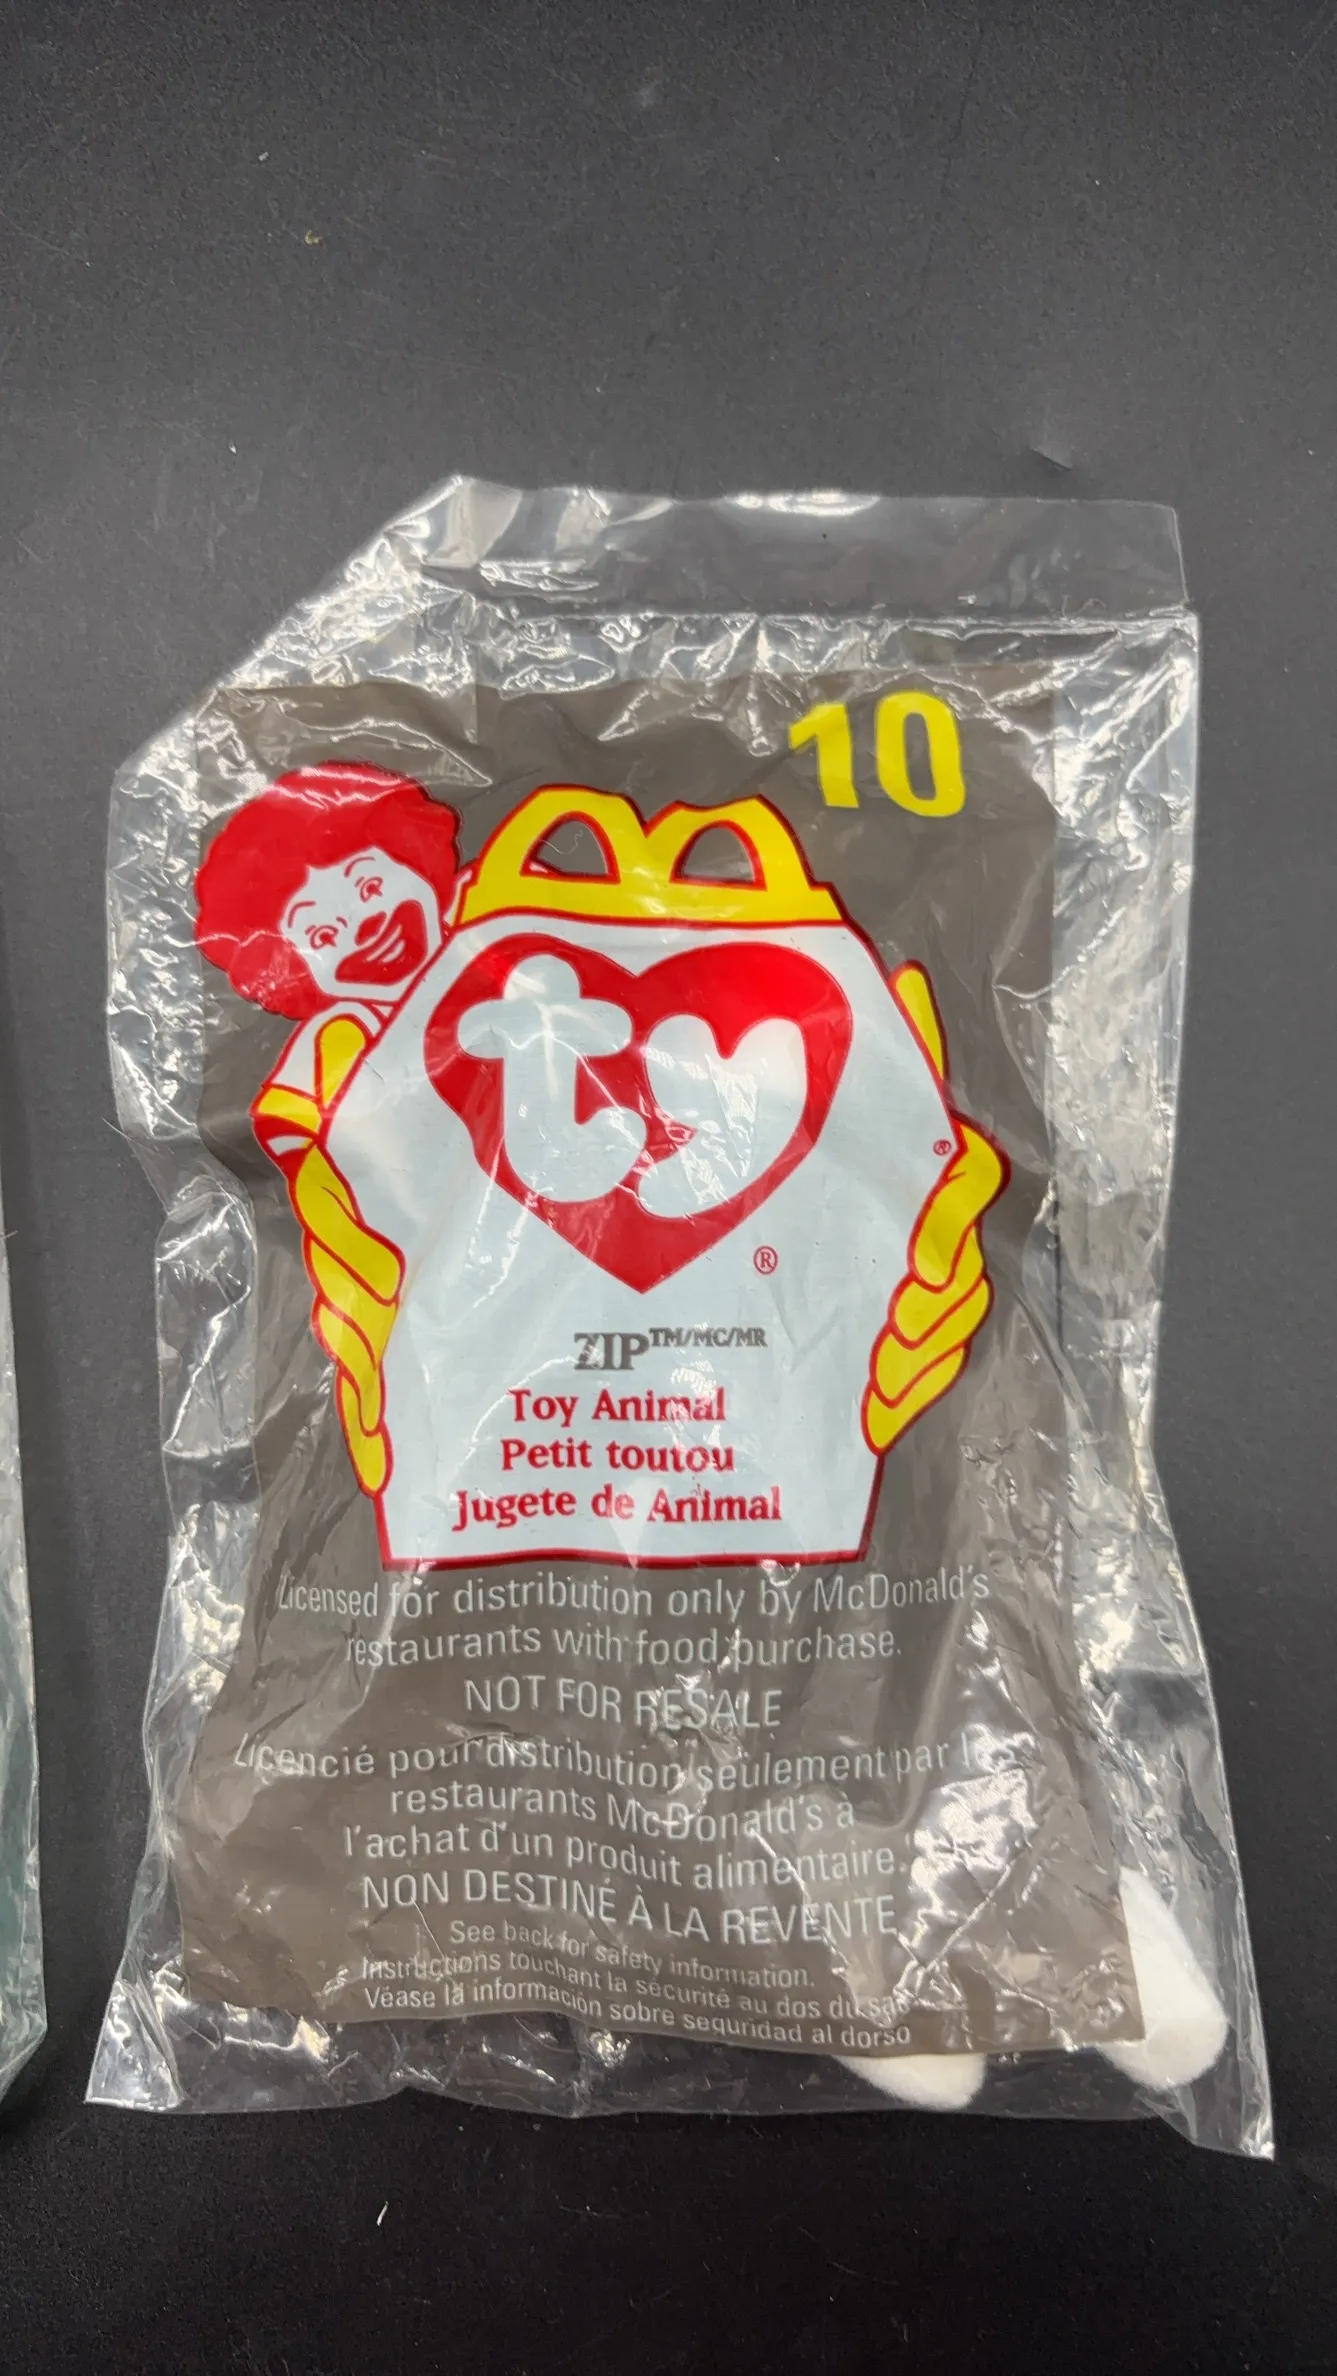 10
ty
®
®
ZIP™/MC/MR
Toy Animal
Petit toutou
Jugete de Animal
Licensed for distribution only by McDonald's
restaurants with food purchase.
NOT FOR RESALE
Licencié pour distribution seulement par
restaurants McDonald's à
l'achat d'un produit alimentaire.
NON DESTINÉ À LA REVENTE
See back for safety information.
Instructions touchant la sécurité au dos du sac
Véase la información sobre seguridad al dorso